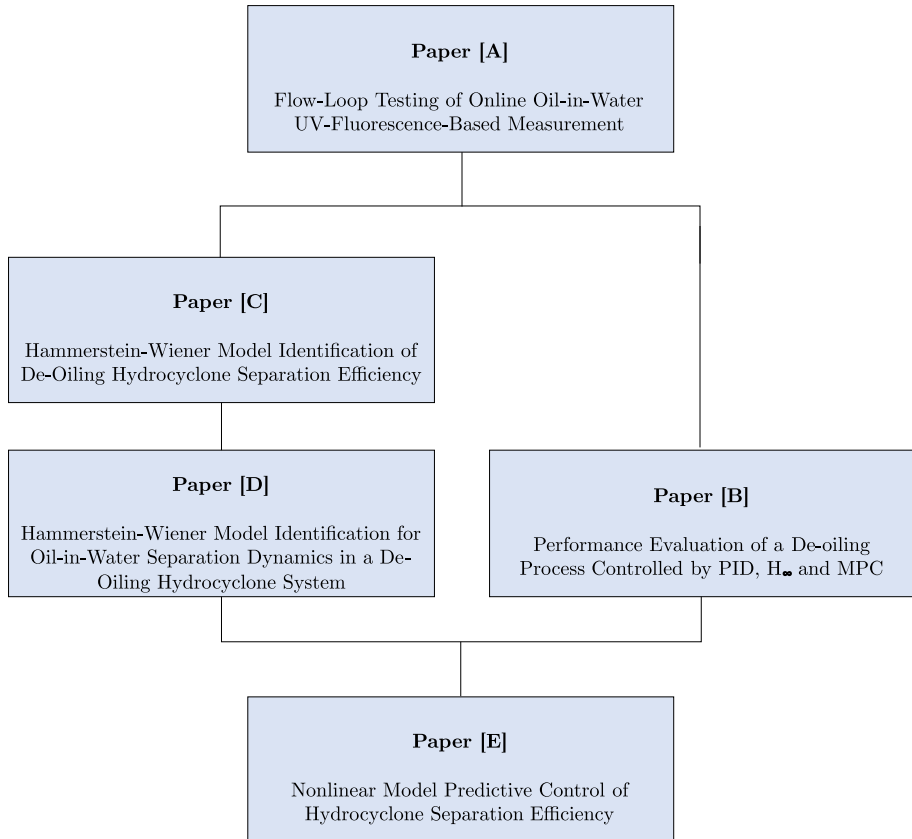 Paper [A]
Flow-Loop Testing of Online Oil-in-Water
UV-Fluorescence-Based Measurement
Paper [C]
Hammerstein-Wiener Model Identification of
De-Oiling Hydrocyclone Separation Efficiency
Paper [D]
Hammerstein-Wiener Model Identification for
Oil-in-Water Separation Dynamics in a De-
Oiling Hydrocyclone System
Paper [B]
Performance Evaluation of a De-oiling
Process Controlled by PID, H∞ and MPC
Paper [E]
Nonlinear Model Predictive Control of
Hydrocyclone Separation Efficiency